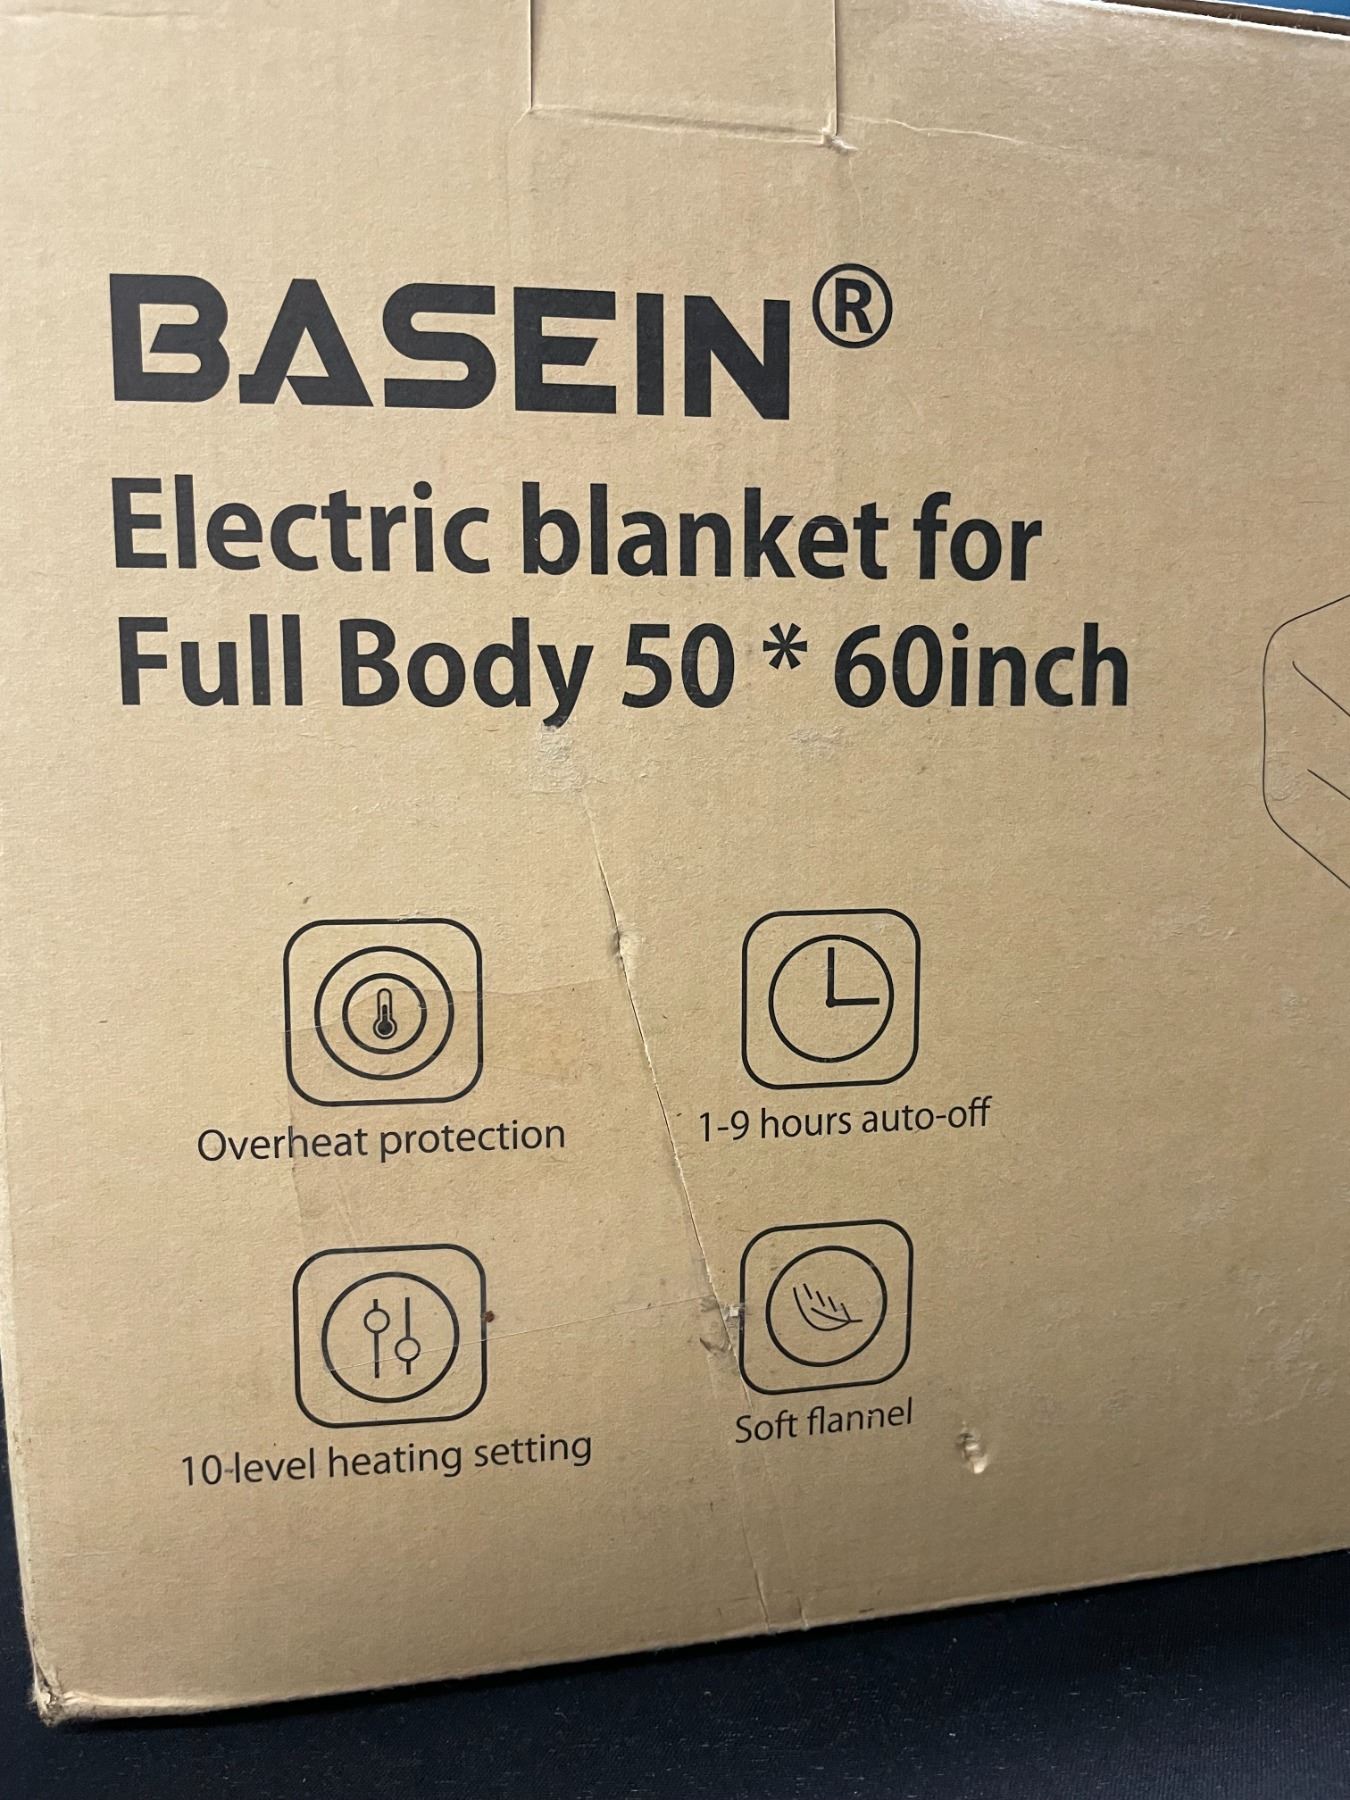 BASEIN®
Electric blanket for
Full Body 50 * 60inch
Overheat protection
1-9 hours auto-off
10-level heating setting
Soft flannel